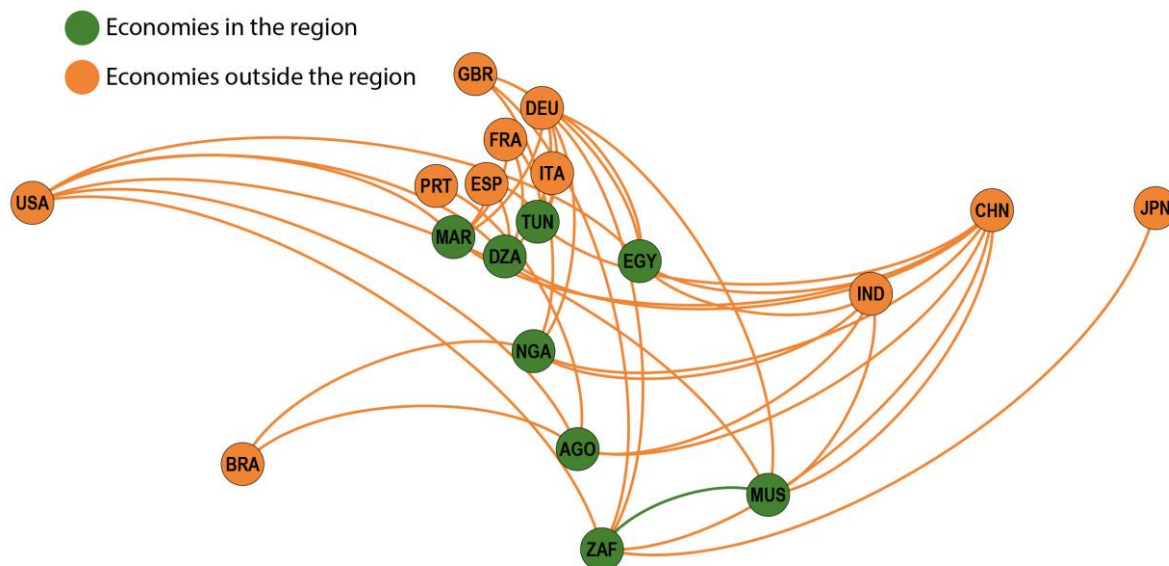 Economies in the region
Economies outside the region
GBR
DEU
FRA
ITA
PRT
ESP
USA
TUN
MAR
DZA
EGY
CHN
JPN
IND
NGA
AGO
BRA
MUS
ZAF